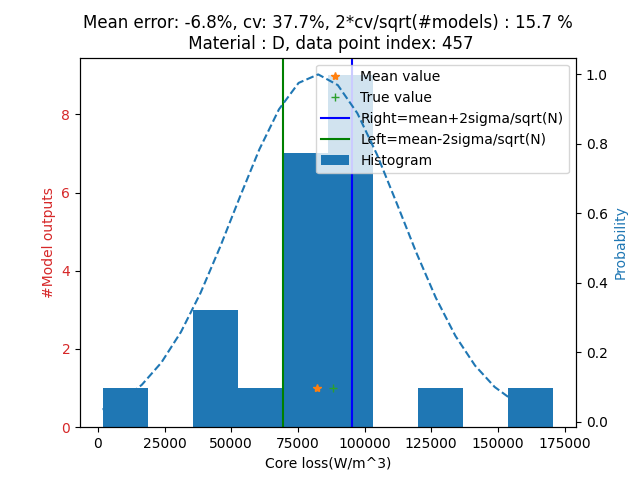 Mean error: -6.8%, cv: 37.7%, 2*cv/sqrt(#models) : 15.7 %
Material : D, data point index: 457
Mean value
True value
Right=mean+2sigma/sqrt(N)
Left=mean-2sigma/sqrt(N)
Histogram
8
6
4
2
0
#Model outputs
1.0
0.8
0.6
0.4
0.2
0.0
Probability
0 25000 50000 75000 100000 125000 150000 175000
Core loss(W/m^3)